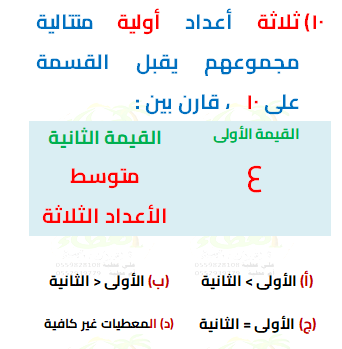 ١٠) ثلاثة أعداد أولية متتالية
مجموعهم يقبل القسمة
على ١٠ ، قارن بين :
القيمة الأولى
٤
القيمة الثانية
متوسط
الأعداد الثلاثة
(أ) الأولى > الثانية
(ب) الأولى < الثانية
(ج) الأولى = الثانية
(د) المعطيات غير كافية